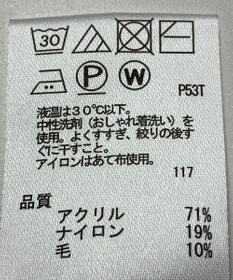 30
P W P53T
液温は30℃以下。
中性洗剤(おしゃれ着洗い)を
使用。よくすすぎ、絞りの後す
ぐに干すこと。
アイロンはあて布使用。
117
品質
アクリル 71%
ナイロン 19%
毛 10%